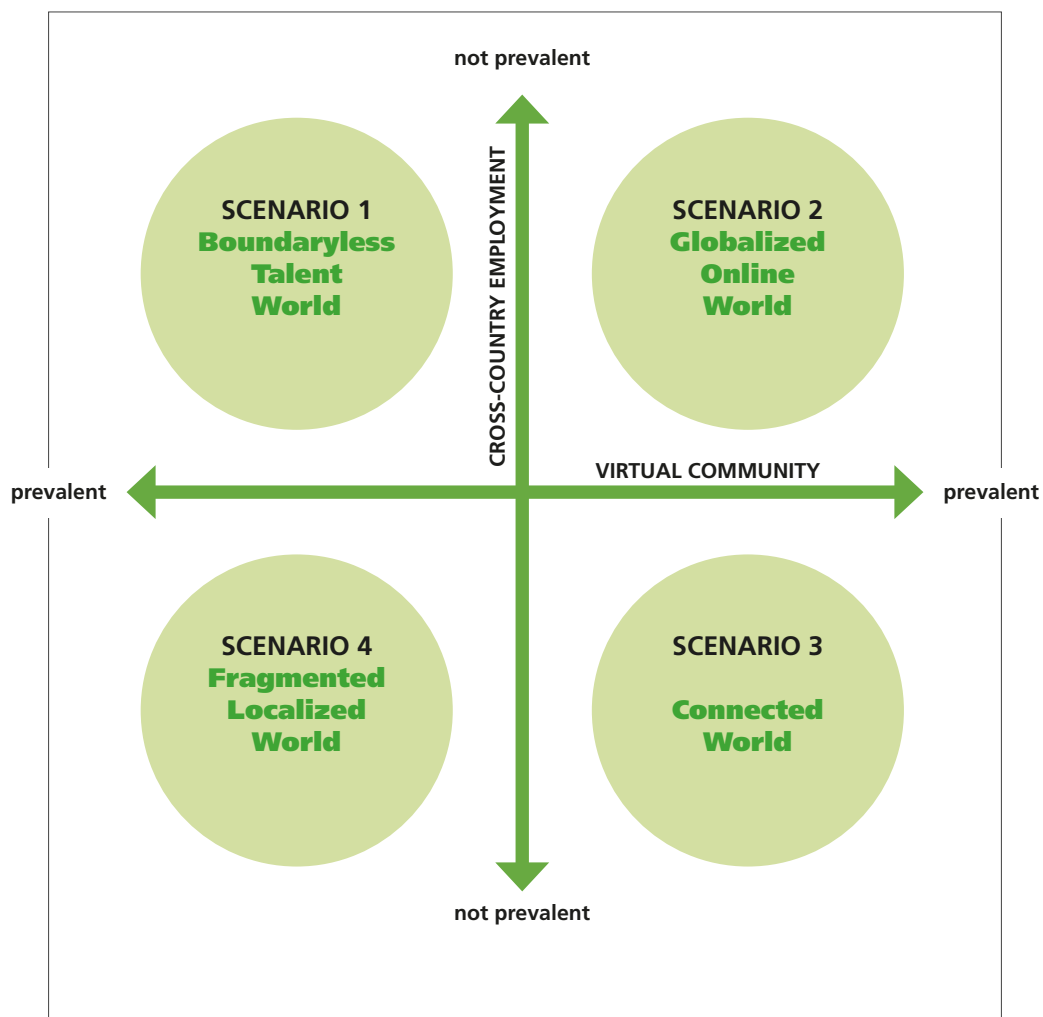 not prevalent
CROSS-COUNTRY EMPLOYMENT
SCENARIO 1
Boundaryless
Talent
World
SCENARIO 2
Globalized
Online
World
VIRTUAL COMMUNITY
prevalent
prevalent
SCENARIO 4
Fragmented
Localized
World
SCENARIO 3
Connected
World
not prevalent